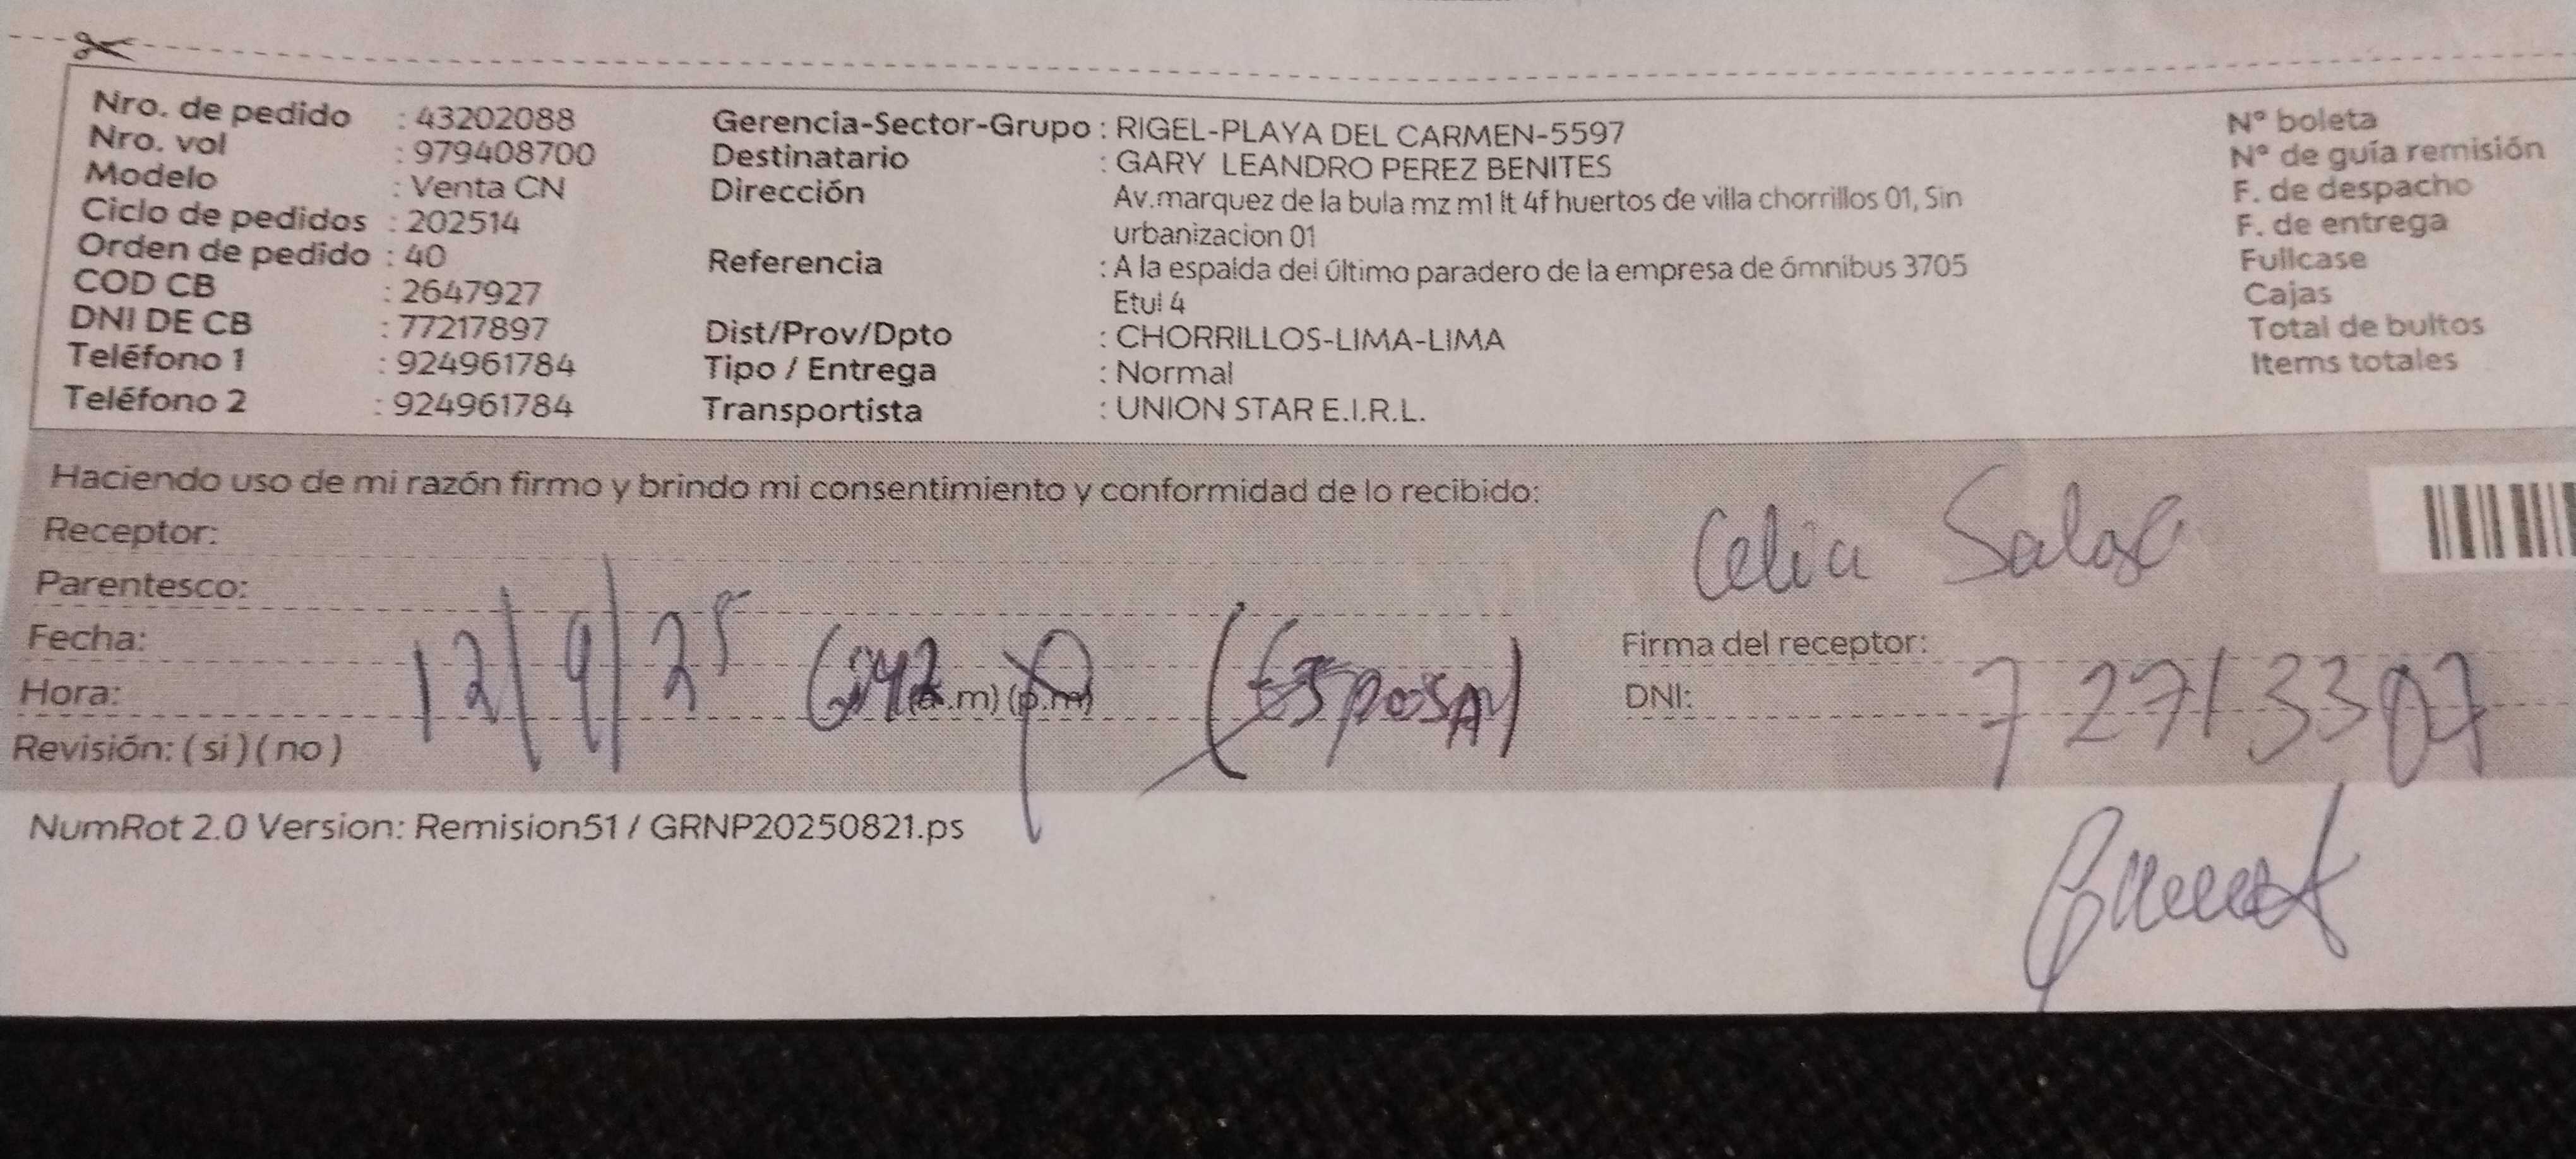 Nro. de pedido : 43202088
Nro. vol : 979408700
Modelo : Venta CN
Ciclo de pedidos : 202514
Orden de pedido : 40
COD CB : 2647927
DNI DE CB : 77217897
Teléfono 1 : 924961784
Teléfono 2 : 924961784
Gerencia-Sector-Grupo : RIGEL-PLAYA DEL CARMEN-5597
Destinatario : GARY LEANDRO PEREZ BENITES
Dirección Av.marquez de la bula mz m1 lt 4f huertos de villa chorrillos 01, Sin
urbanizacion 01
Referencia : A la espalda del último paradero de la empresa de ómnibus 3705
Etul 4
Dist/Prov/Dpto : CHORRILLOS-LIMA-LIMA
Tipo / Entrega : Normal
Transportista : UNION STAR E.I.R.L.
N° boleta
N° de guía remisión
F. de despacho
F. de entrega
Fullcase
Cajas
Total de bultos
Items totales
Haciendo uso de mi razón firmo y brindo mi consentimiento y conformidad de lo recibido:
Receptor:
Parentesco:
Fecha:
Hora: (a.m) (p.m)
Revisión: ( si ) ( no )
12/9/25 (Esposa)
Celia
Firma del receptor:
DNI: 72713307
NumRot 2.0 Version: Remision51 / GRNP20250821.ps